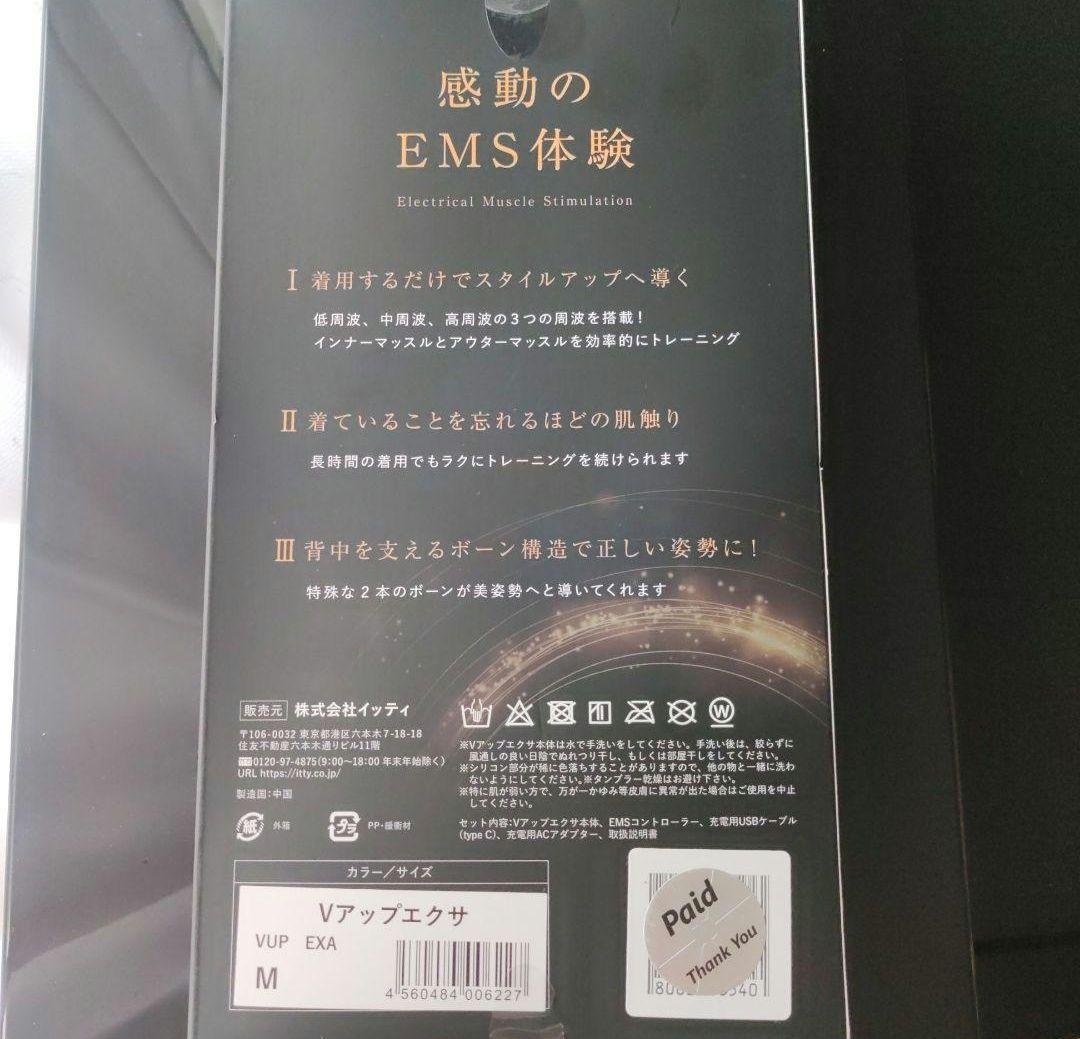 感動の
EMS体験
Electrical Muscle Stimulation
Ⅰ 着用するだけでスタイルアップへ導く
低周波、中周波、高周波の3つの周波を搭載！
インナーマッスルとアウターマッスルを効率的にトレーニング
Ⅱ 着ていることを忘れるほどの肌触り
長時間の着用でもラクにトレーニングを続けられます
Ⅲ 背中を支えるボーン構造で正しい姿勢に！
特殊な2本のボーンが美姿勢へと導いてくれます
販売元 株式会社イッティ
〒106-0032 東京都港区六本木7-18-18
住友不動産六本木通りビル11階
0120-97-4875(9:00〜18:00 年末年始除く)
URL https://itty.co.jp/
製造国：中国
紙 外箱
プラ PP・緩衝材
W
※Vアップエクサ本体は水で手洗いをしてください。手洗い後は、絞らずに
風通しの良い日陰でぬれつり干し、もしくは部屋干しをしてください。
※シリコン部分が稀に色落ちすることがありますので、他の物と一緒に洗わ
ないようにしてください。※タンブラー乾燥はお避け下さい。
※特に肌が弱い方で、万が一かゆみ等皮膚に異常が出た場合はご使用を中止
してください。
セット内容：Vアップエクサ本体、EMSコントローラー、充電用USBケーブル
(type C)、充電用ACアダプター、取扱説明書
カラー／サイズ
Vアップエクサ
VUP EXA
M
4 560484 006227
Paid
Thank You